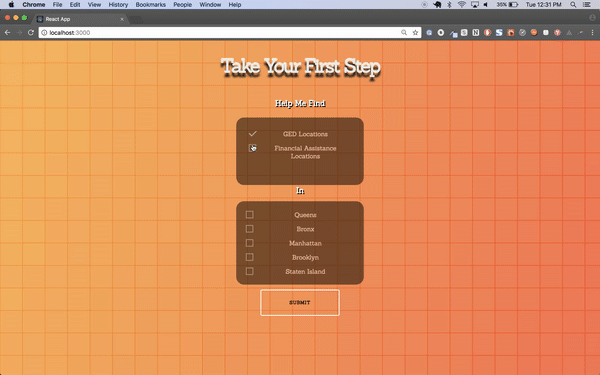 Chrome File Edit View History Bookmarks People Window Help
35% Tue 12:31 PM
React App
localhost:3000
Take Your First Step
Help Me Find
GED Locations
Financial Assistance
Locations
In
Queens
Bronx
Manhattan
Brooklyn
Staten Island
SUBMIT